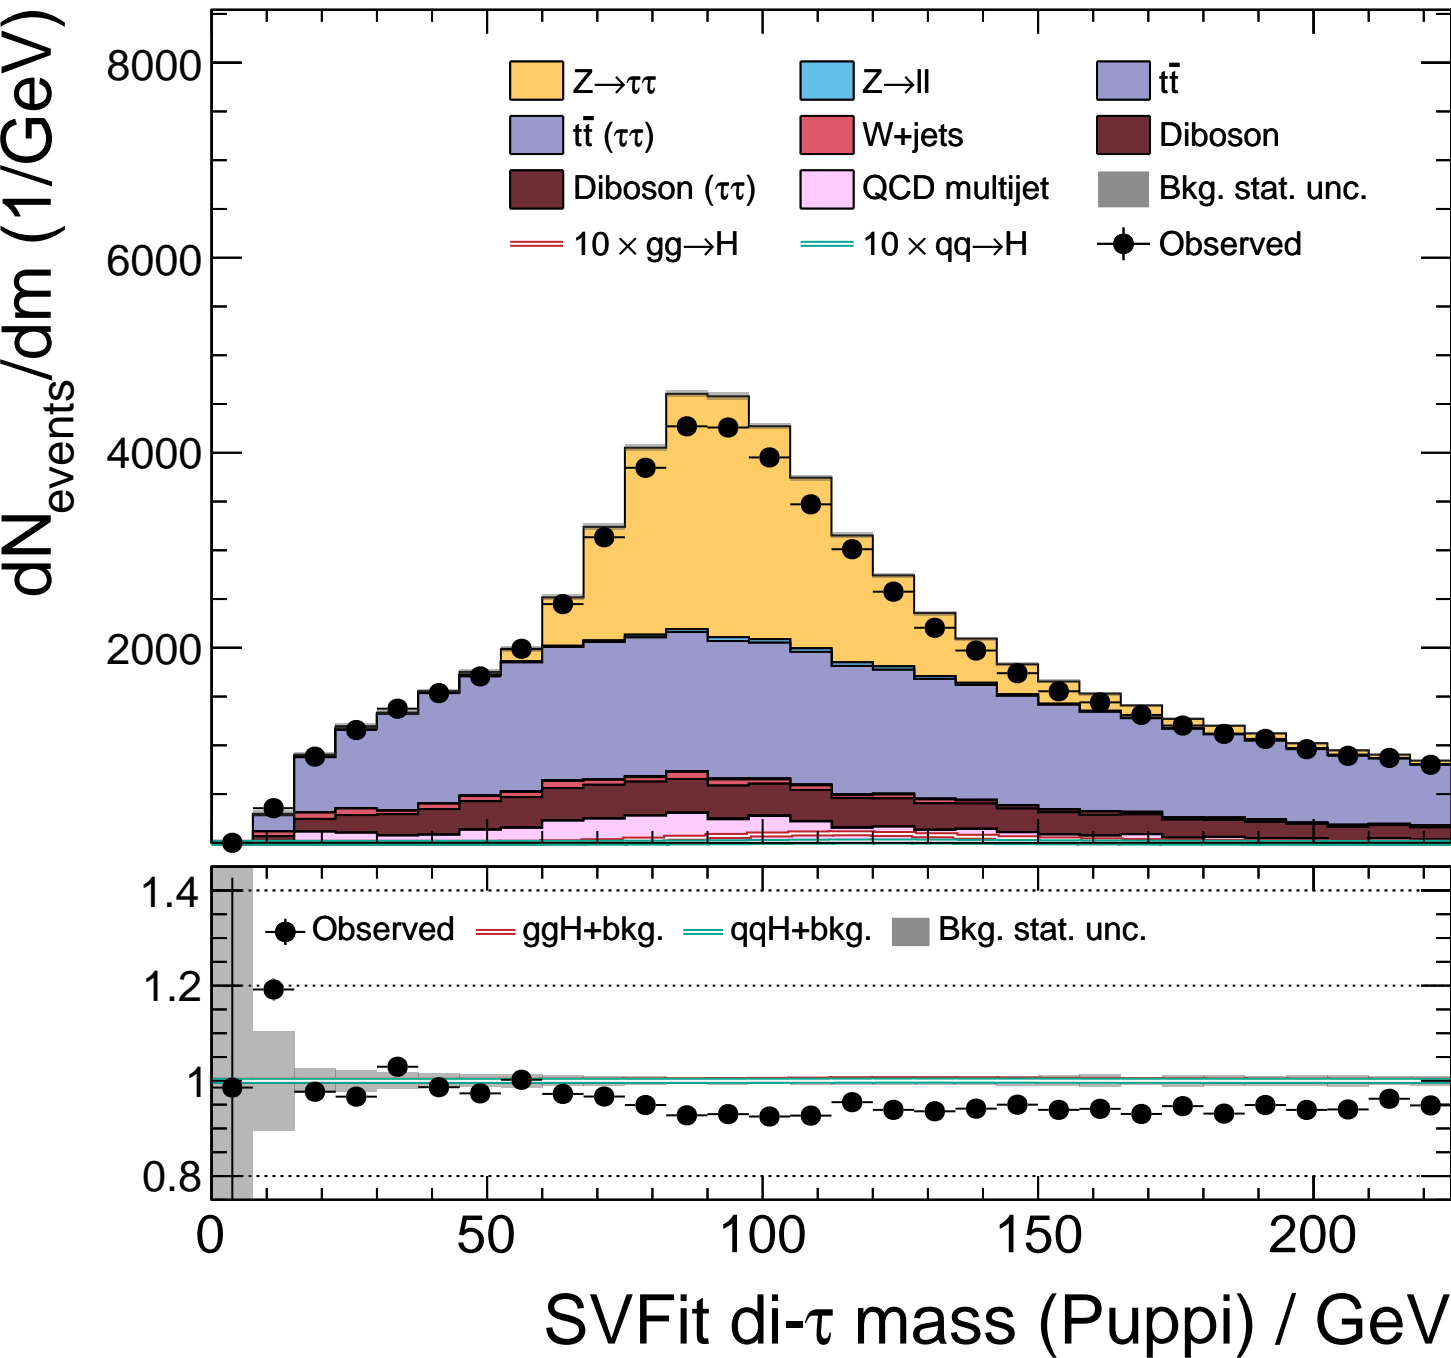 dN_events/dm (1/GeV)
8000
6000
4000
2000
Z→ττ Z→ll tt̄
tt̄ (ττ) W+jets Diboson
Diboson (ττ) QCD multijet Bkg. stat. unc.
10 × gg→H 10 × qq→H Observed
1.4
1.2
1
0.8
Observed ggH+bkg. qqH+bkg. Bkg. stat. unc.
0 50 100 150 200
SVFit di-τ mass (Puppi) / GeV